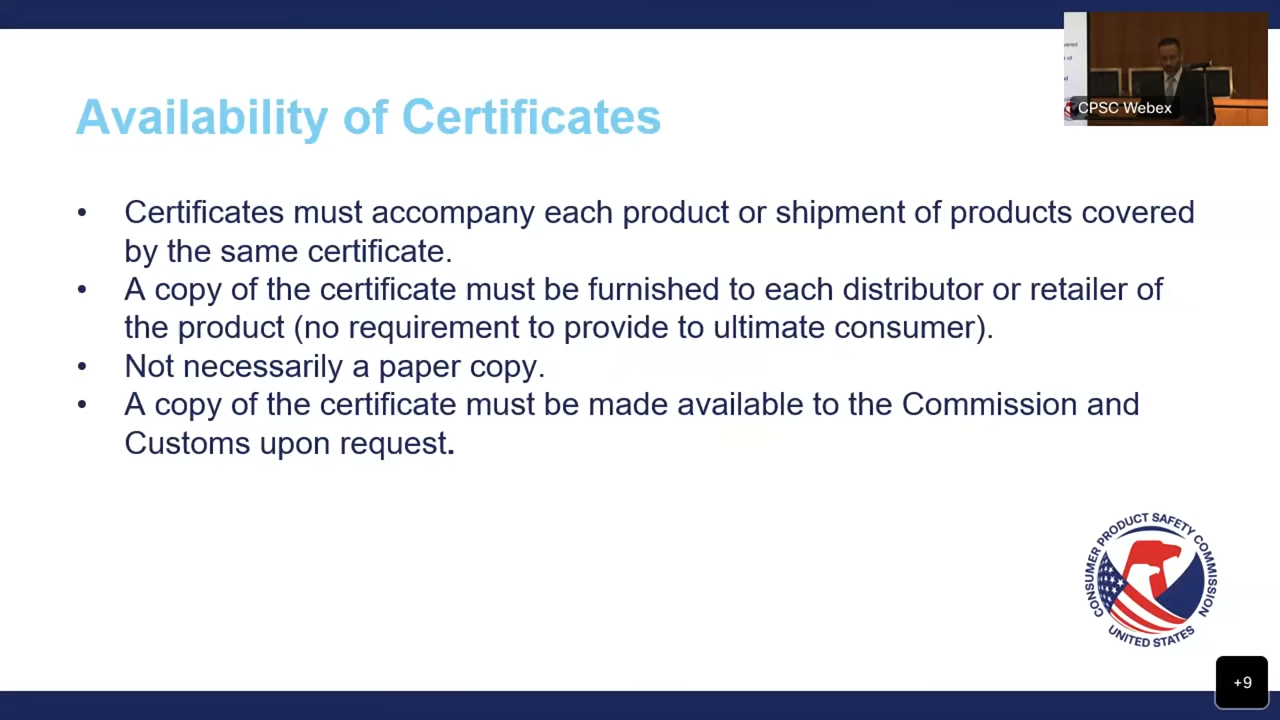 Availability of Certificates
CPSC Webex
• Certificates must accompany each product or shipment of products covered
by the same certificate.
• A copy of the certificate must be furnished to each distributor or retailer of
the product (no requirement to provide to ultimate consumer).
• Not necessarily a paper copy.
• A copy of the certificate must be made available to the Commission and
Customs upon request.
CONSUMER PRODUCT SAFETY COMMISSION
UNITED STATES
+9